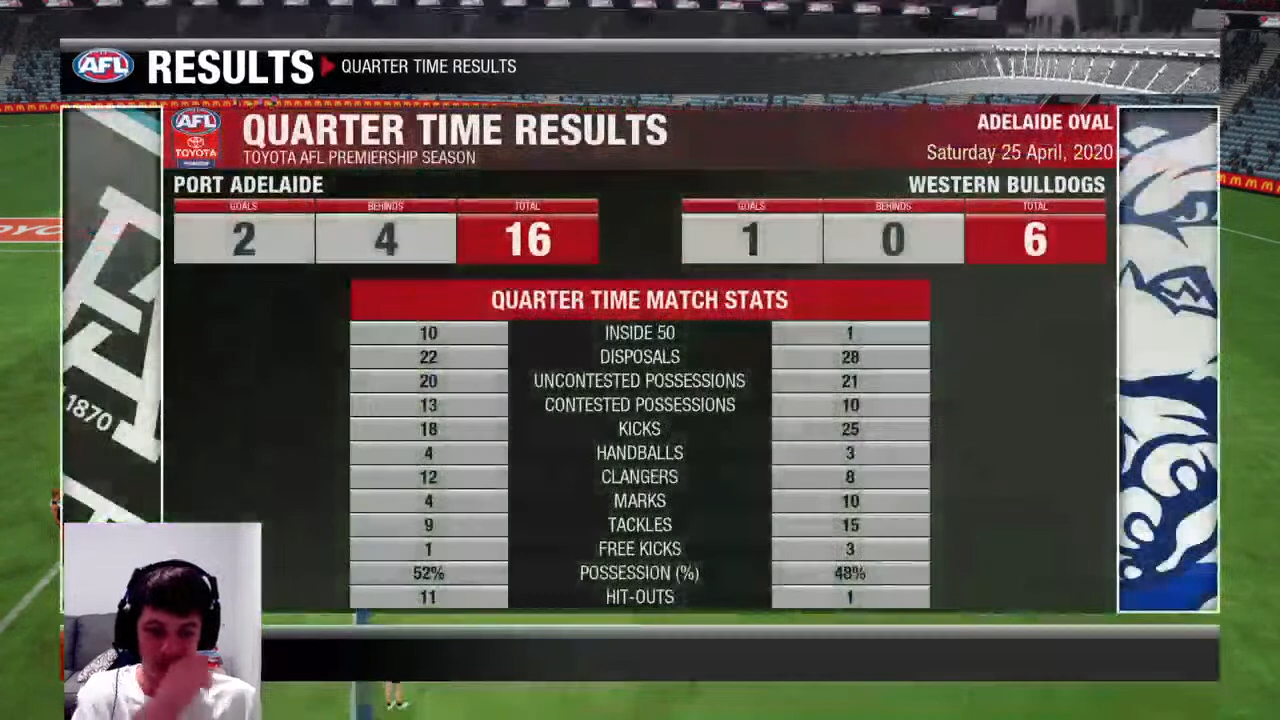 AFL RESULTS QUARTER TIME RESULTS
AFL
TOYOTA
QUARTER TIME RESULTS
TOYOTA AFL PREMIERSHIP SEASON
ADELAIDE OVAL
Saturday 25 April, 2020
PORT ADELAIDE WESTERN BULLDOGS
GOALS BEHINDS TOTAL GOALS BEHINDS TOTAL
2 4 16 1 0 6
QUARTER TIME MATCH STATS
10 INSIDE 50 1
22 DISPOSALS 28
20 UNCONTESTED POSSESSIONS 21
13 CONTESTED POSSESSIONS 10
18 KICKS 25
4 HANDBALLS 3
12 CLANGERS 8
4 MARKS 10
9 TACKLES 15
1 FREE KICKS 3
52% POSSESSION (%) 48%
11 HIT-OUTS 1
1870